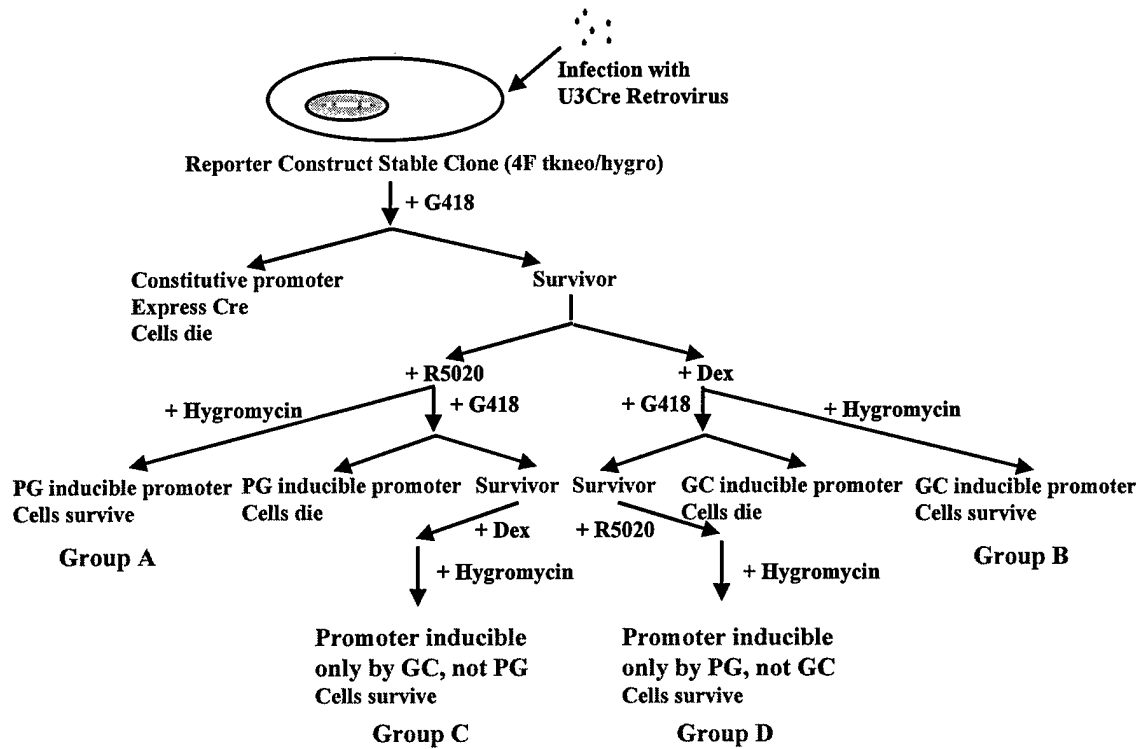 Infection with
U3Cre Retrovirus
Reporter Construct Stable Clone (4F tkneo/hygro)
+ G418
Constitutive promoter
Express Cre
Cells die
Survivor
+ R5020
+ Dex
+ Hygromycin
+ G418
+ G418
+ Hygromycin
PG inducible promoter
Cells survive
Group A
PG inducible promoter
Cells die
Survivor
Survivor
GC inducible promoter
Cells die
GC inducible promoter
Cells survive
Group B
+ Dex
+ R5020
+ Hygromycin
+ Hygromycin
Promoter inducible
only by GC, not PG
Cells survive
Group C
Promoter inducible
only by PG, not GC
Cells survive
Group D